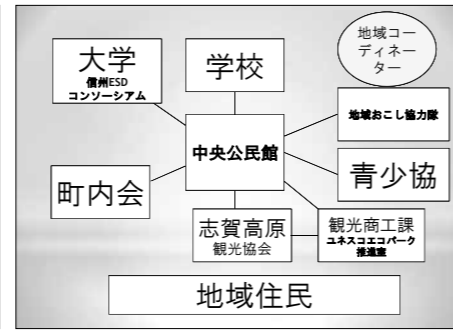 大学
信州ESD
コンソーシアム
学校
地域コー
ディネー
ター
地域おこし協力隊
中央公民館
青少協
町内会
志賀高原
観光協会
観光商工課
ユネスコエコパーク
推進室
地域住民